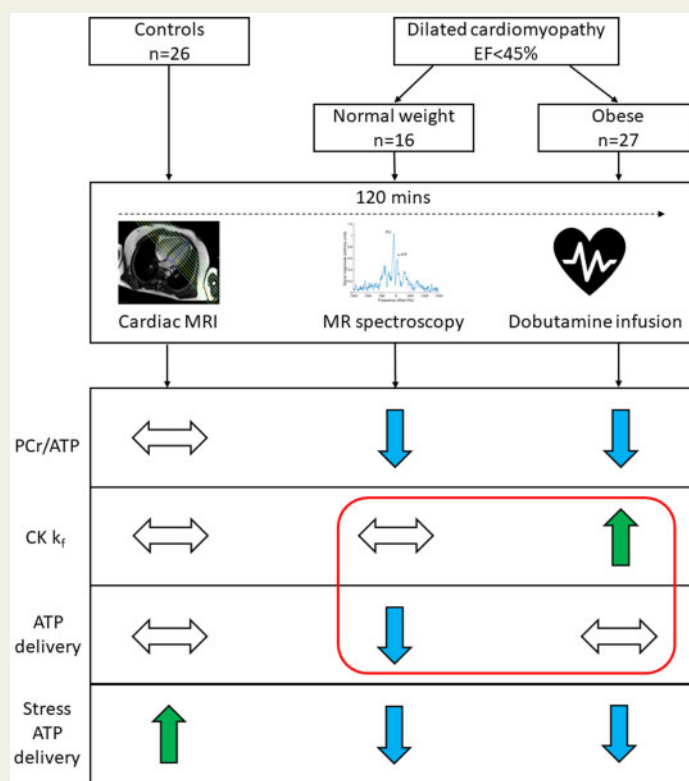 Controls
n=26
Dilated cardiomyopathy
EF<45%
Normal weight
n=16
Obese
n=27
120 mins
Cardiac MRI
MR spectroscopy
Dobutamine infusion
PCr/ATP
CK kf
ATP
delivery
Stress
ATP
delivery